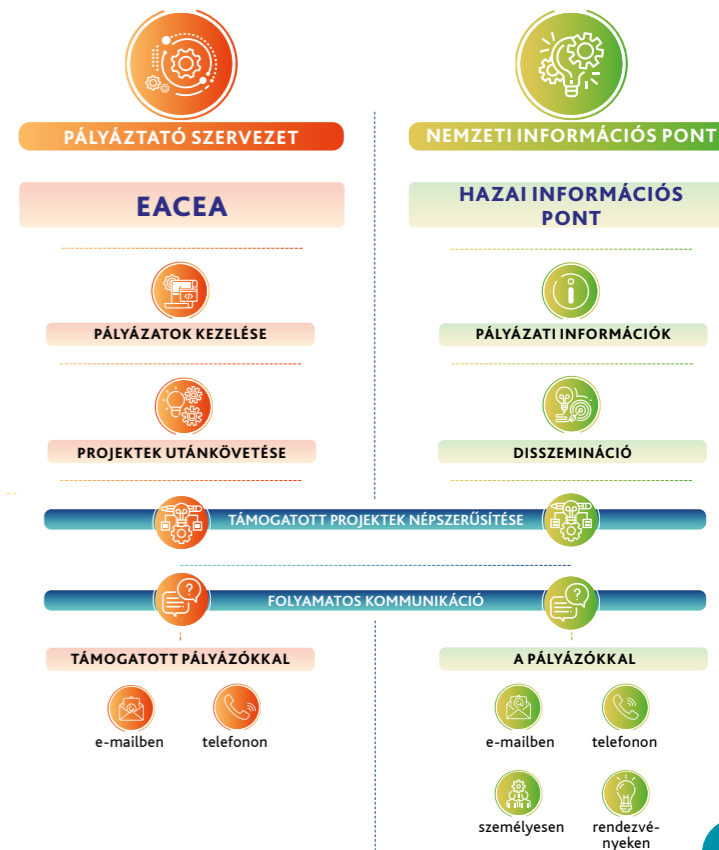 PÁLYÁZTATÓ SZERVEZET
EACEA
PÁLYÁZATOK KEZELÉSE
PROJEKTEK UTÁNKÖVETÉSE
NEMZETI INFORMÁCIÓS PONT
HAZAI INFORMÁCIÓS
PONT
PÁLYÁZATI INFORMÁCIÓK
DISSZEMINÁCIÓ
TÁMOGATOTT PROJEKTEK NÉPSZERŰSÍTÉSE
FOLYAMATOS KOMMUNIKÁCIÓ
TÁMOGATOTT PÁLYÁZÓKKAL
e-mailben
telefonon
A PÁLYÁZÓKKAL
e-mailben
telefonon
személyesen
rendezvé-
nyeken